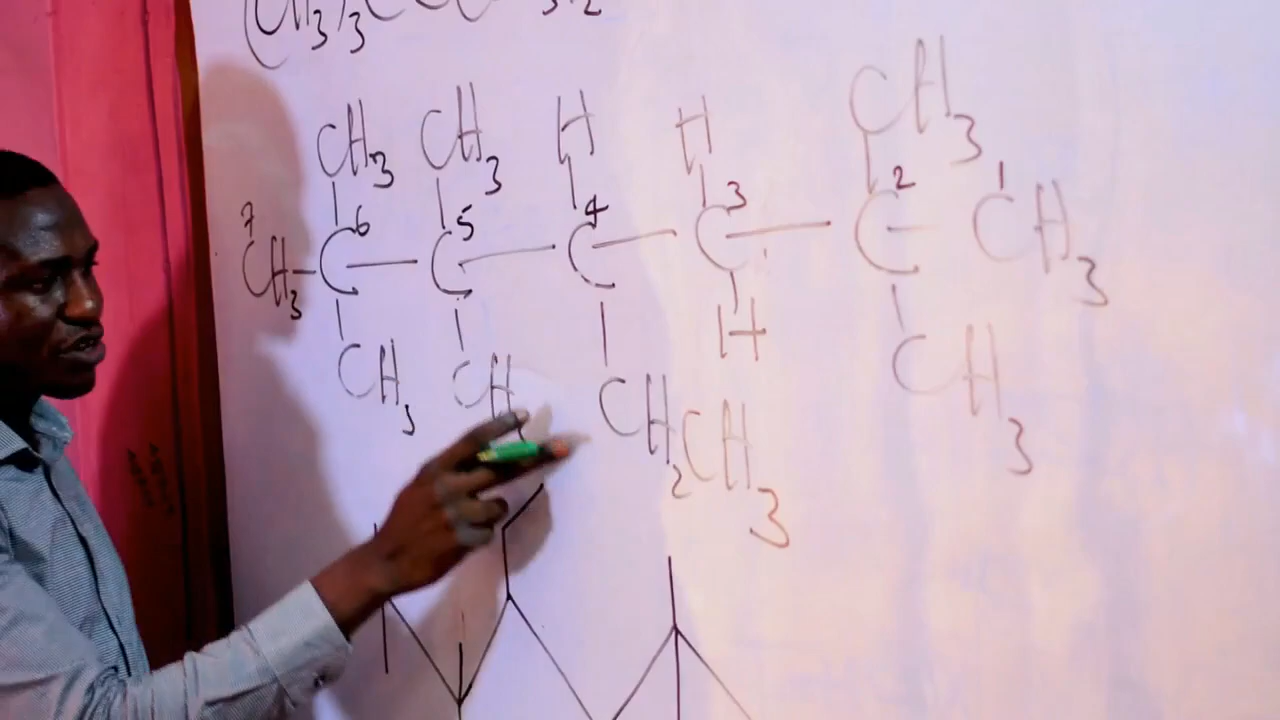 (CH3)3
CH3 CH3 H H CH3
7 6 5 4 3 2 1
CH3-C-C-C-C-C-CH3
CH3 CH H CH3
CH2CH3